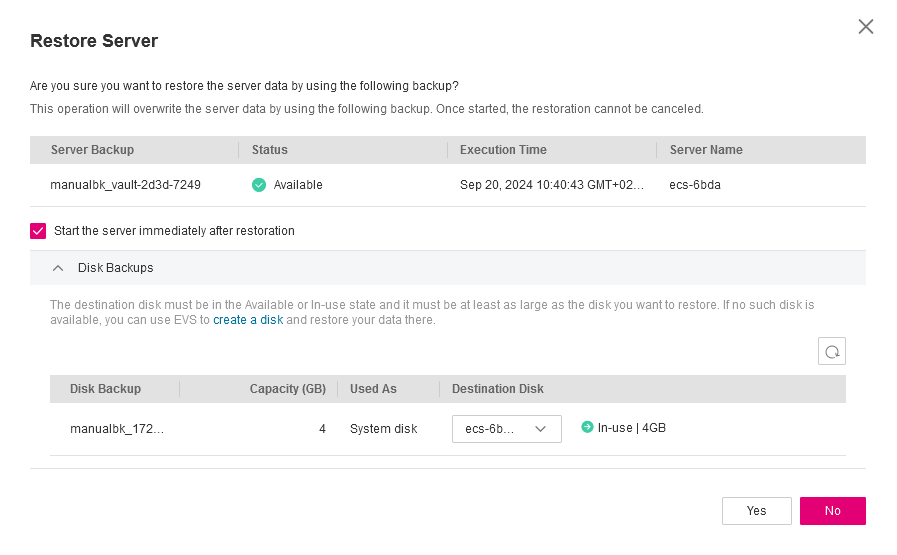 Restore Server
Are you sure you want to restore the server data by using the following backup?
This operation will overwrite the server data by using the following backup. Once started, the restoration cannot be canceled.
Server Backup Status Execution Time Server Name
manualbk_vault-2d3d-7249 Available Sep 20, 2024 10:40:43 GMT+02... ecs-6bda
Start the server immediately after restoration
Disk Backups
The destination disk must be in the Available or In-use state and it must be at least as large as the disk you want to restore. If no such disk is
available, you can use EVS to create a disk and restore your data there.
Disk Backup Capacity (GB) Used As Destination Disk
manualbk_172... 4 System disk ecs-6b... In-use | 4GB
Yes No